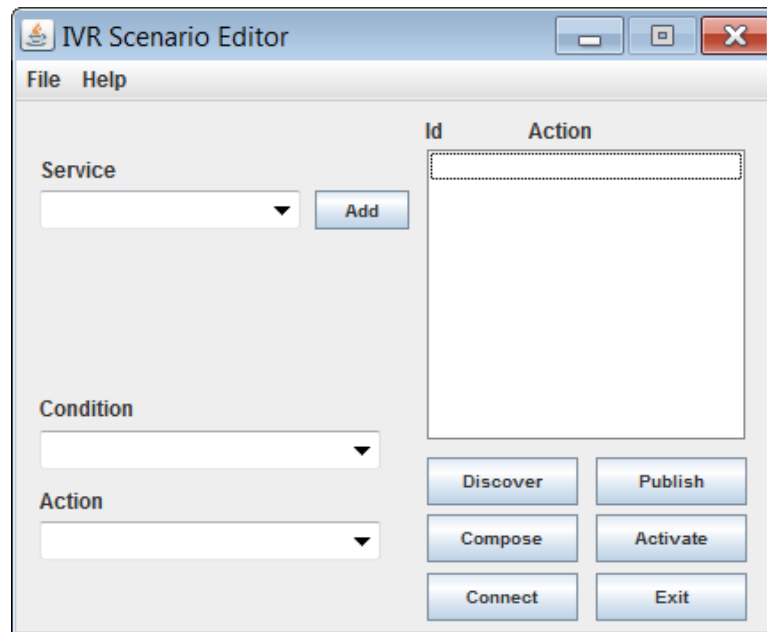 IVR Scenario Editor
File Help
Id Action
Service
Add
Condition
Action
Discover Publish
Compose Activate
Connect Exit